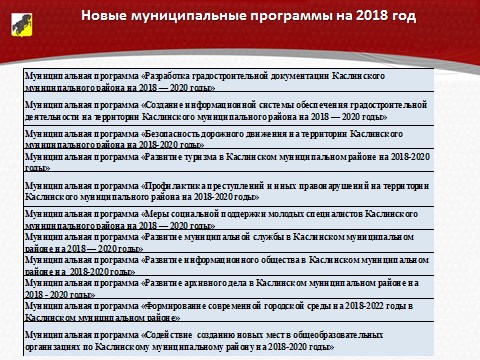 Новые муниципальные программы на 2018 год
Муниципальная программа «Разработка градостроительной документации Каслинского
муниципального района на 2018 — 2020 годы»
Муниципальная программа «Создание информационной системы обеспечения градостроительной
деятельности на территории Каслинского муниципального района на 2018 — 2020 годы»
Муниципальная программа «Безопасность дорожного движения на территории Каслинского
муниципального района на 2018-2020 годы»
Муниципальная программа «Развитие туризма в Каслинском муниципальном районе на 2018-2020
годы»
Муниципальная программа «Профилактика преступлений и иных правонарушений на территории
Каслинского муниципального района на 2018-2020 годы»
Муниципальная программа «Меры социальной поддержки молодых специалистов Каслинского
муниципального района на 2018 — 2020 годы»
Муниципальная программа «Развитие муниципальной службы в Каслинском муниципальном
районе на 2018 — 2020 годы»
Муниципальная программа «Развитие информационного общества в Каслинском муниципальном
районе на 2018-2020 годы»
Муниципальная программа «Развитие архивного дела в Каслинском муниципальном районе на
2018 - 2020 годы»
Муниципальная программа «Формирование современной городской среды на 2018-2022 годы в
Каслинском муниципальном районе»
Муниципальная программа «Содействие созданию новых мест в общеобразовательных
организациях по Каслинскому муниципальному району на 2018-2020 годы»